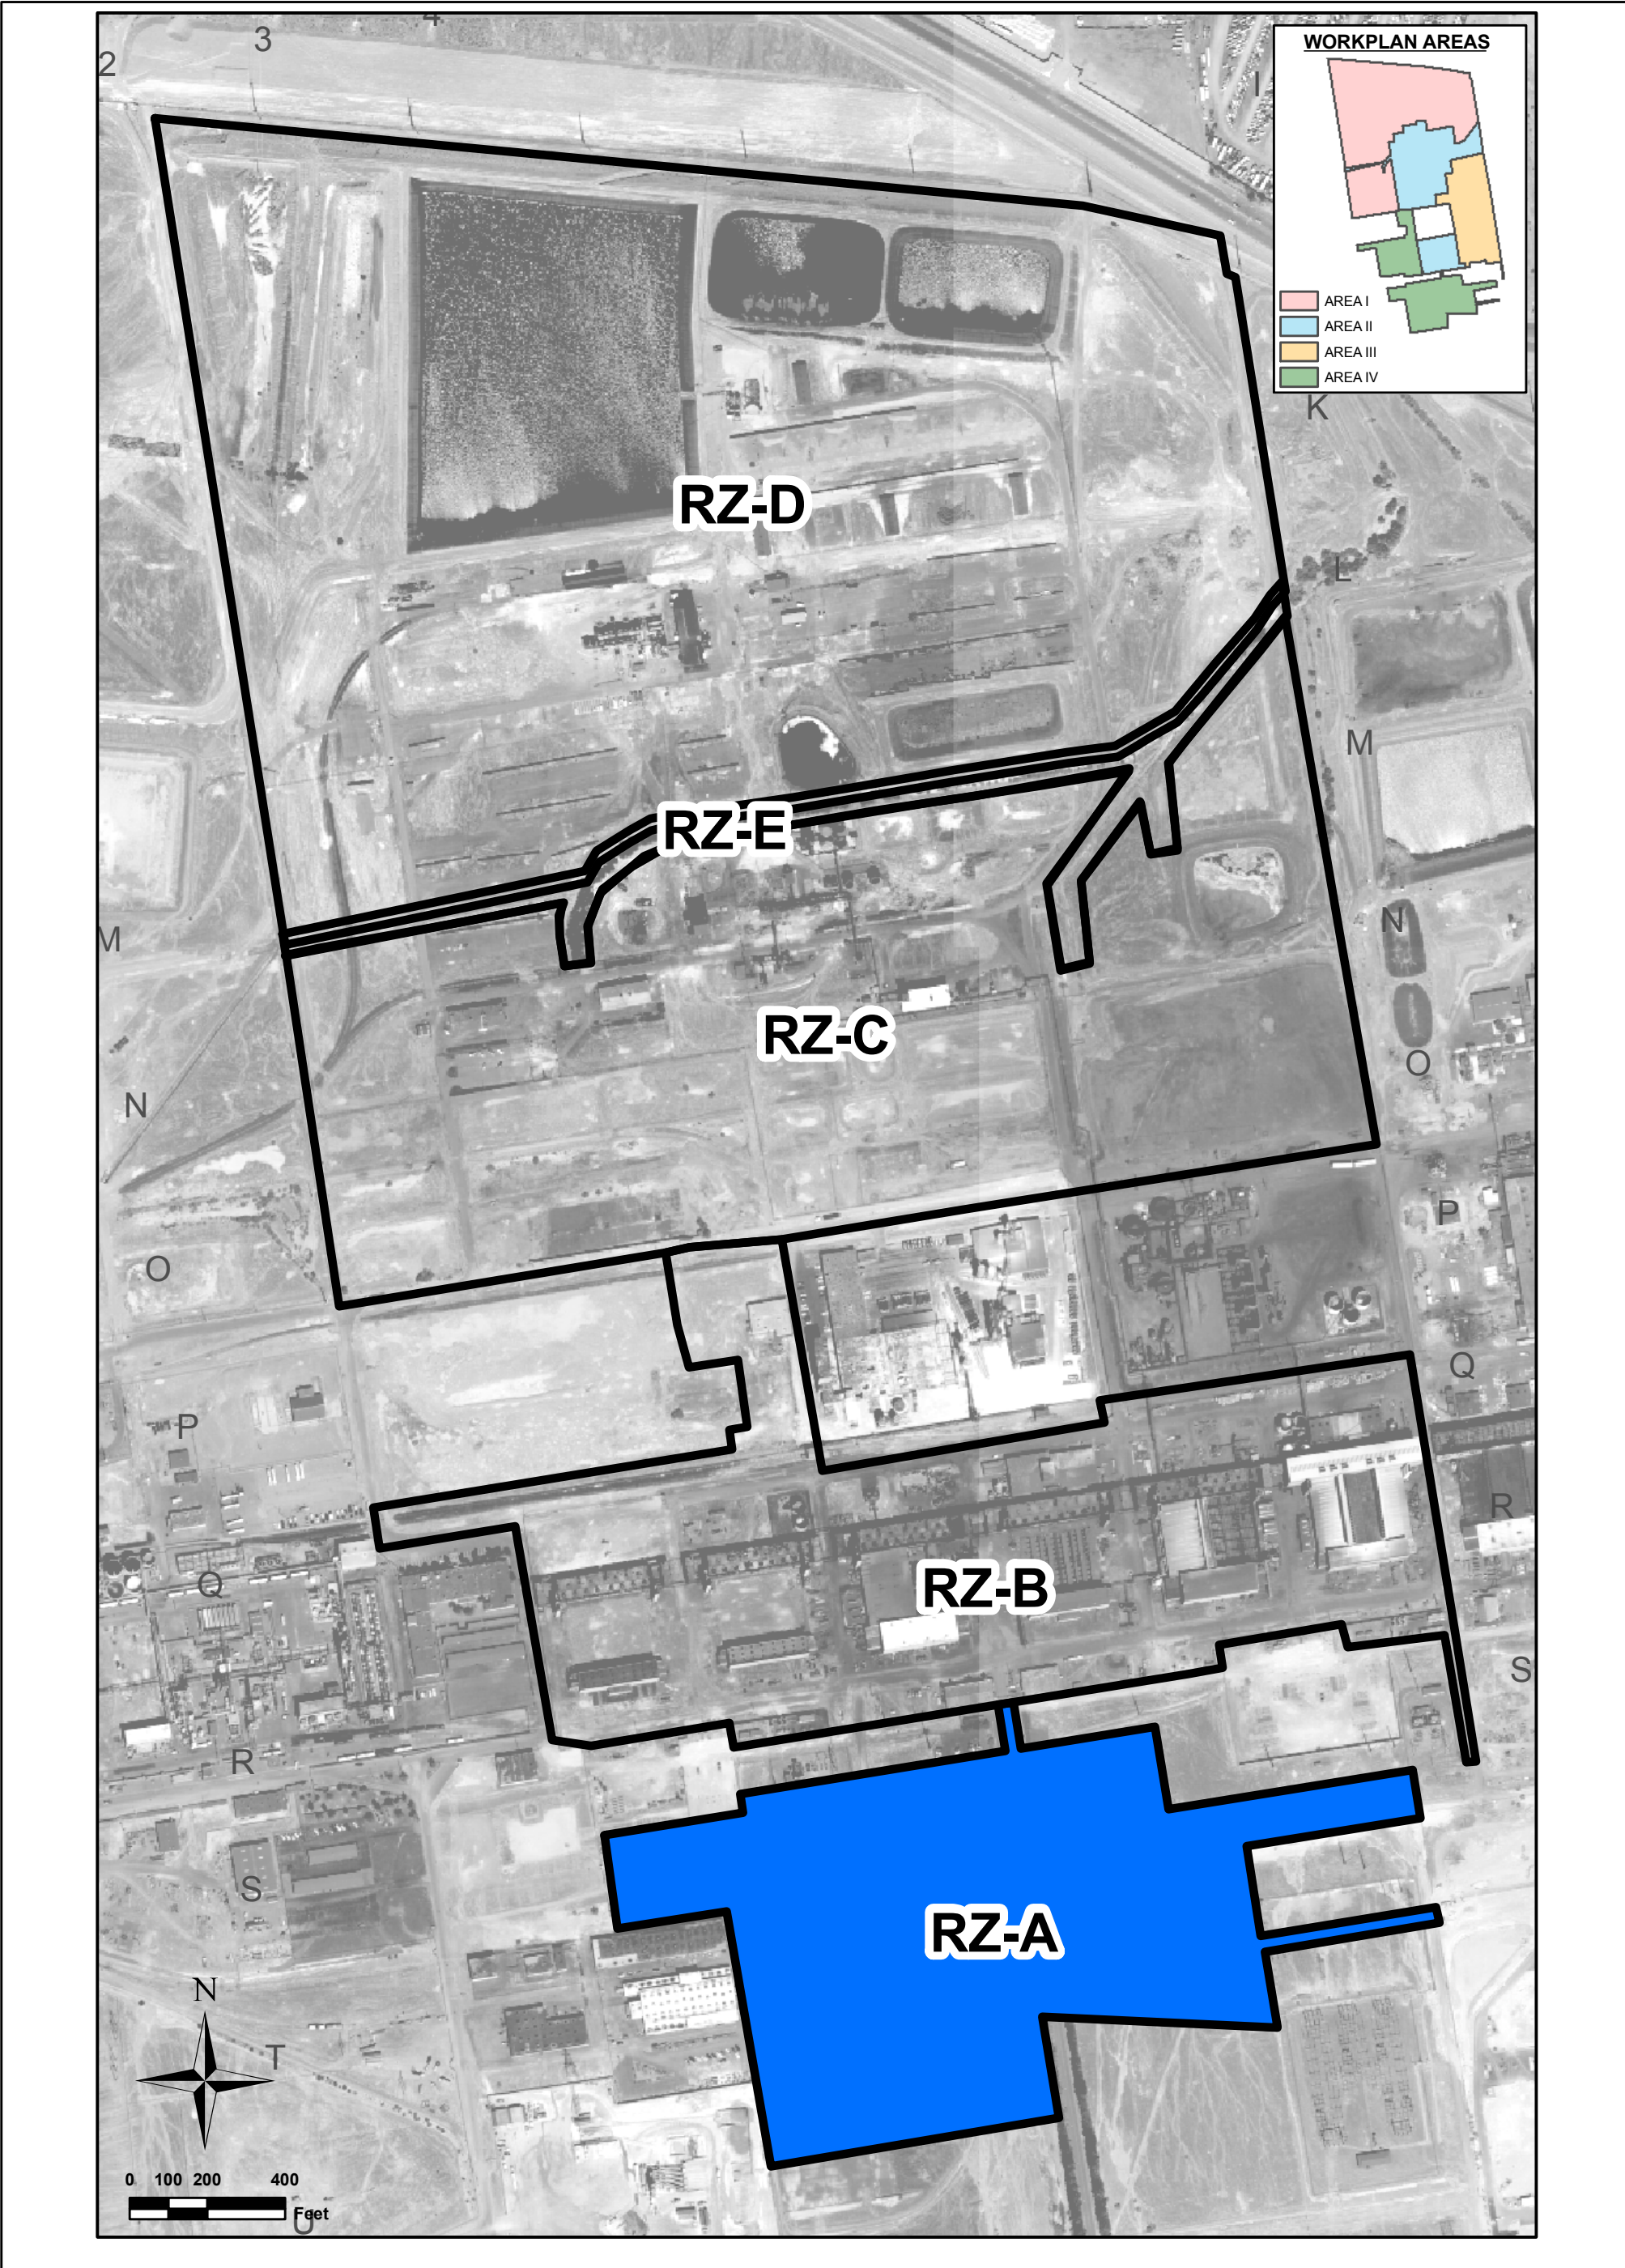 2
3
4
WORKPLAN AREAS
I
AREA I
AREA II
AREA III
AREA IV
K
RZ-D
L
M
RZ-E
N
M
RZ-C
O
N
P
O
Q
P
R
Q
RZ-B
S
R
S
RZ-A
N
T
0 100 200 400
Feet
U